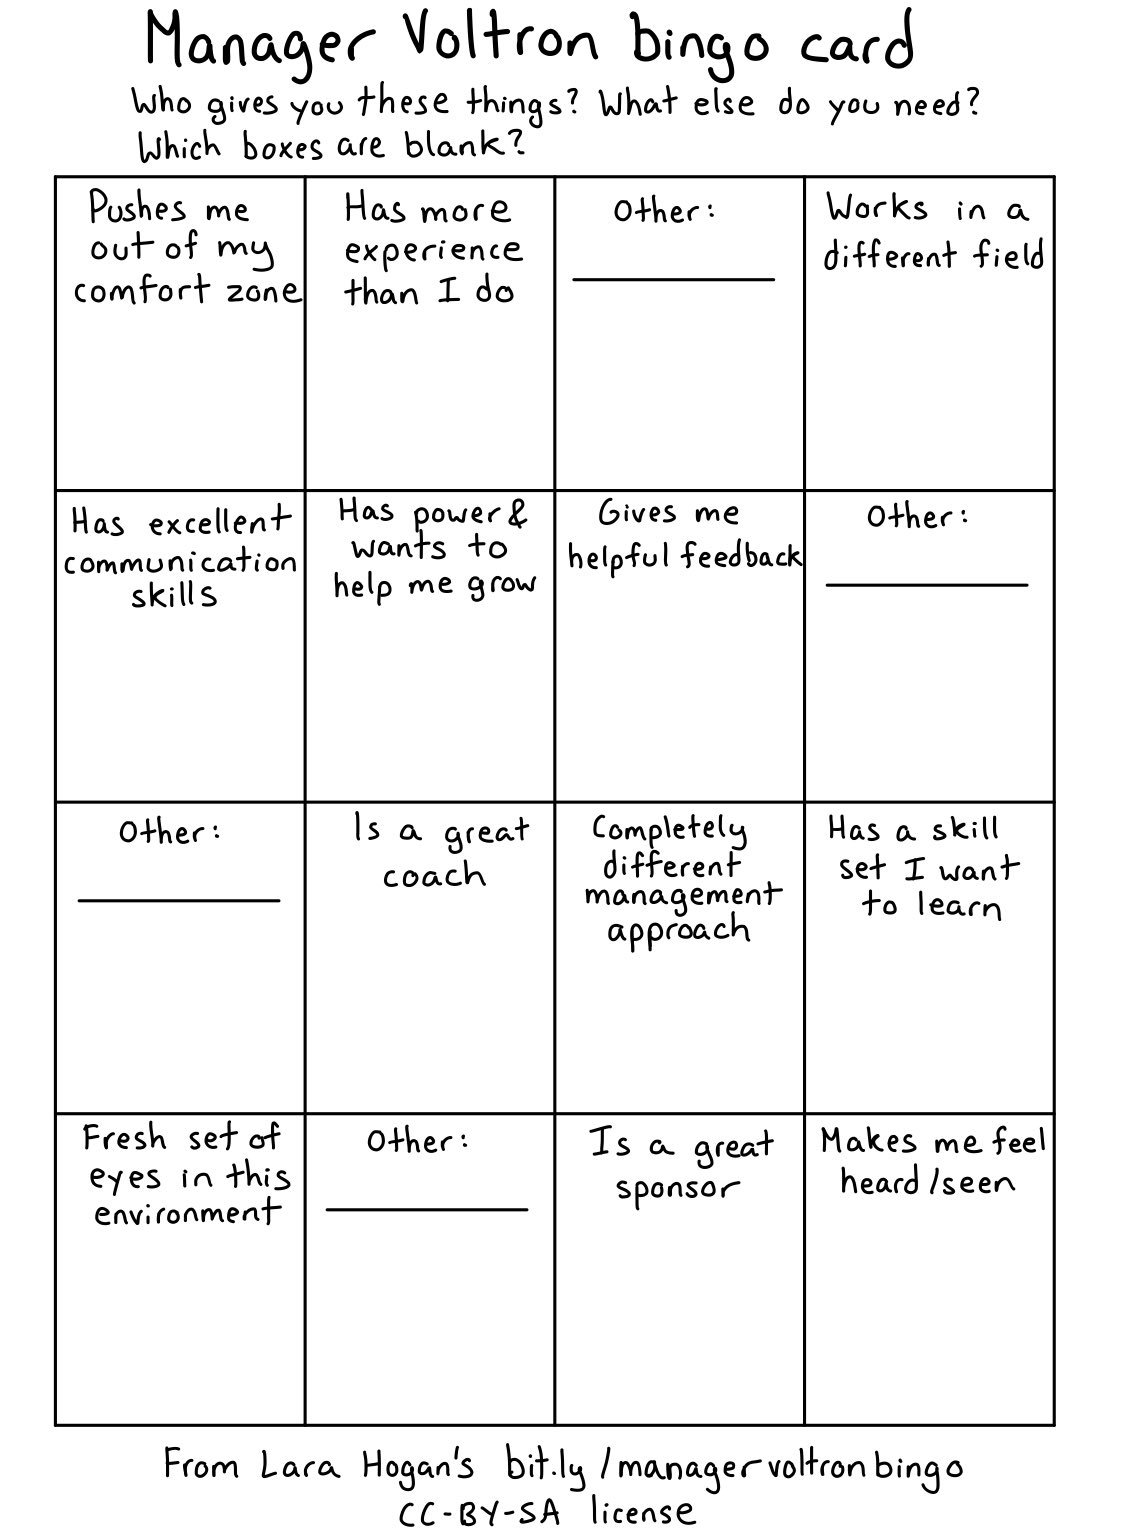 Manager Voltron bingo card
Who gives you these things? What else do you need?
Which boxes are blank?
Pushes me
out of my
comfort zone
Has more
experience
than I do
Other:
Works in a
different field
Has excellent
communication
skills
Has power &
wants to
help me grow
Gives me
helpful feedback
Other:
Other:
Is a great
coach
Completely
different
management
approach
Has a skill
set I want
to learn
Fresh set of
eyes in this
environment
Other:
Is a great
sponsor
Makes me feel
heard/seen
From Lara Hogan's bit.ly/managervoltronbingo
CC-BY-SA license